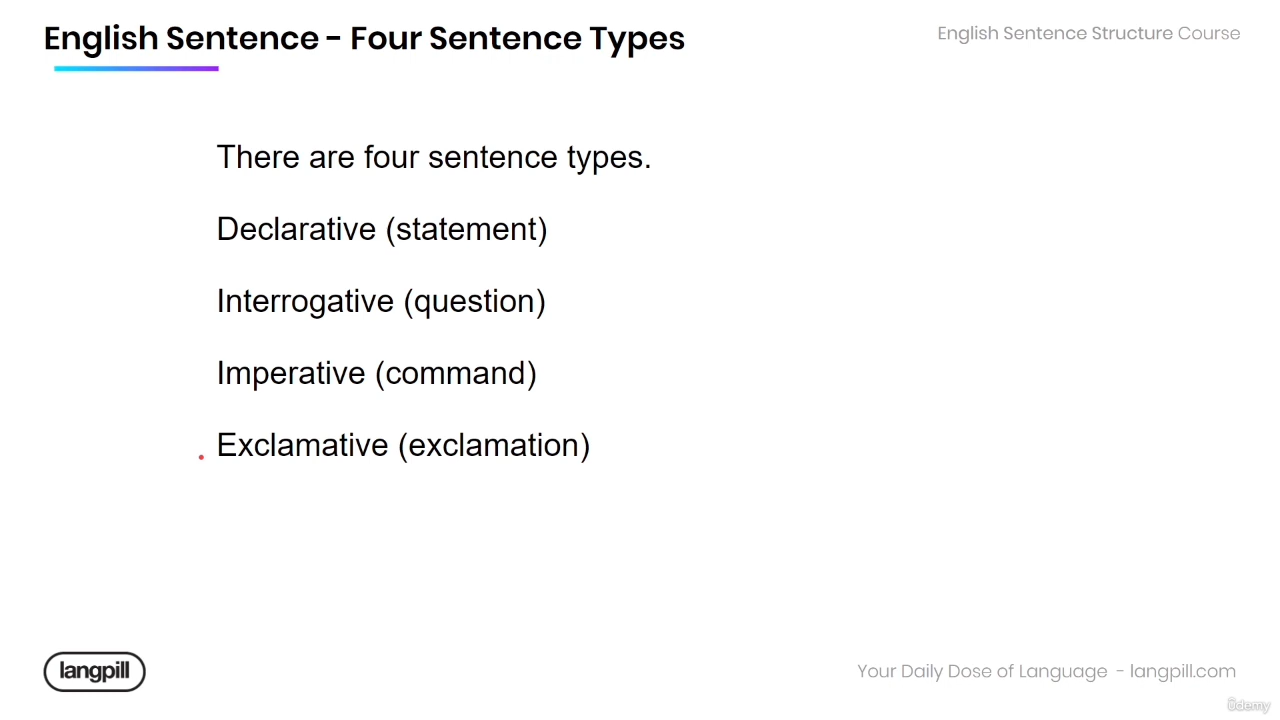 English Sentence - Four Sentence Types
English Sentence Structure Course
There are four sentence types.
Declarative (statement)
Interrogative (question)
Imperative (command)
Exclamative (exclamation)
langpill
Your Daily Dose of Language - langpill.com
ûdemy